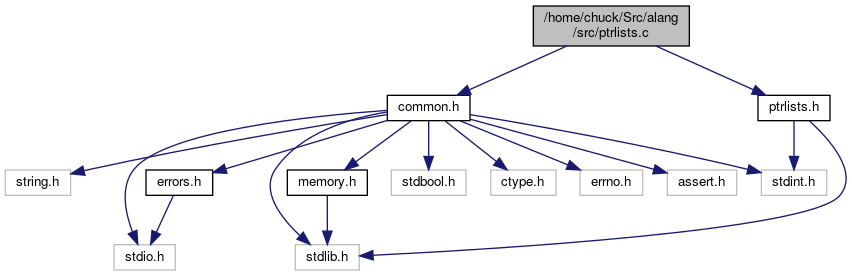 /home/chuck/Src/alang
/src/ptrlists.c
common.h
ptrlists.h
string.h
errors.h
memory.h
stdbool.h
ctype.h
errno.h
assert.h
stdint.h
stdio.h
stdlib.h